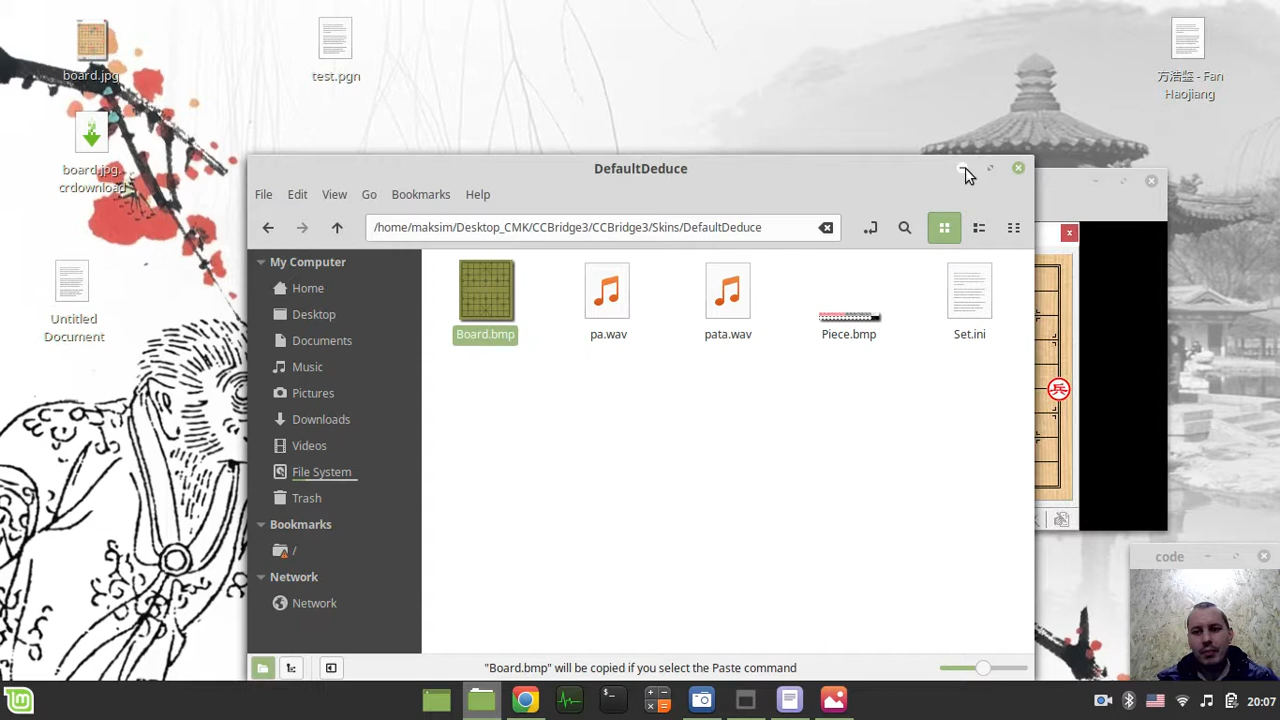 board.jpg
test.pgn
方浩鉴 - Fan
Haojiang
board.jpg.
crdownload
DefaultDeduce
File Edit View Go Bookmarks Help
/home/maksim/Desktop_CMK/CCBridge3/CCBridge3/Skins/DefaultDeduce
My Computer
Home
Desktop
Documents
Music
Pictures
Downloads
Videos
File System
Trash
Bookmarks
/
Network
Network
Board.bmp
pa.wav
pata.wav
Piece.bmp
Set.ini
Untitled
Document
兵
code
"Board.bmp" will be copied if you select the Paste command
20:07